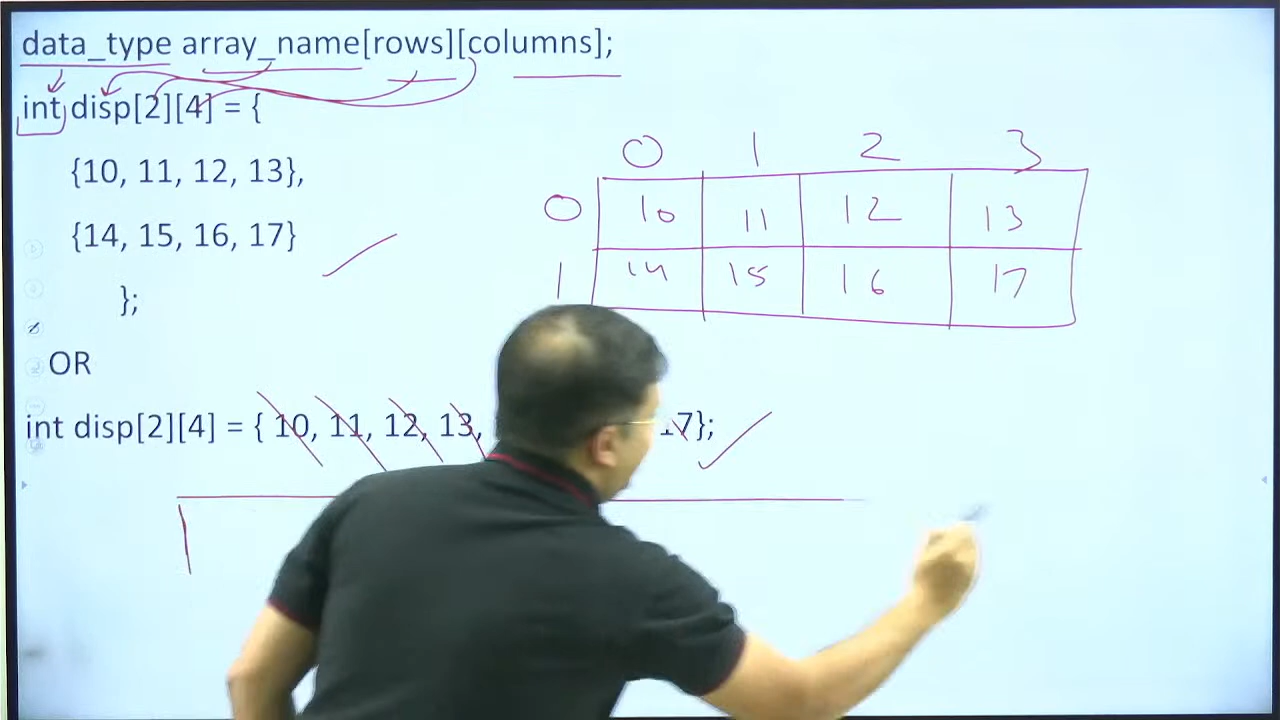 data_type array_name[rows][columns];
int disp[2][4] = {
{10, 11, 12, 13},
{14, 15, 16, 17}
};
0 1 2 3
0 10 11 12 13
1 14 15 16 17
OR
int disp[2][4] = { 10, 11, 12, 13, 17};